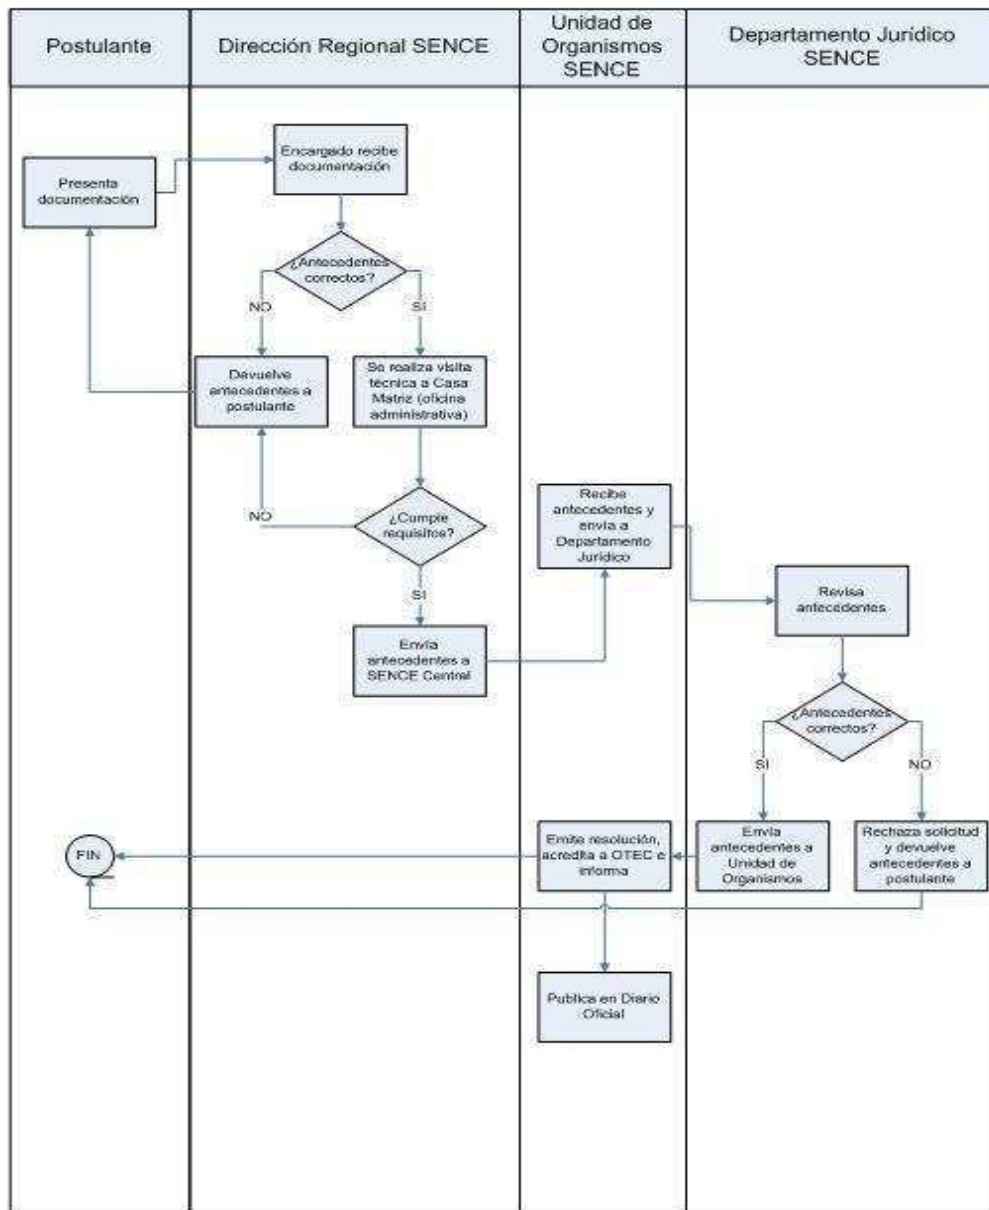 Postulante
Dirección Regional SENCE
Unidad de
Organismos
SENCE
Departamento Jurídico
SENCE
Presenta
documentación
Encargado recibe
documentación
¿Antecedentes
correctos?
NO
SI
Devuelve
antecedentes a
postulante
Se realiza visita
técnica a Casa
Matriz (oficina
administrativa)
¿Cumple
requisitos?
NO
SI
Envía
antecedentes a
SENCE Central
Recibe
antecedentes y
envía a
Departamento
Jurídico
Revisa
antecedentes
¿Antecedentes
correctos?
SI
NO
Envía
antecedentes a
Unidad de
Organismos
Rechaza solicitud
y devuelve
antecedentes a
postulante
Emite resolución,
acredita a OTEC e
informa
FIN
Publica en Diario
Oficial